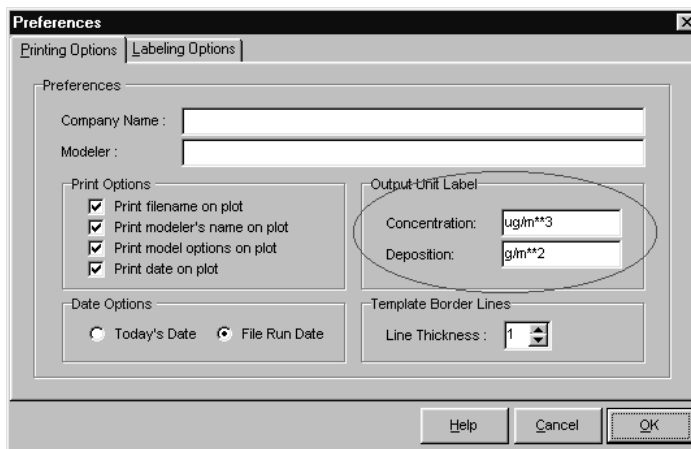 Preferences
Printing Options Labeling Options
Preferences
Company Name :
Modeler :
Print Options
Print filename on plot
Print modeler's name on plot
Print model options on plot
Print date on plot
Output Unit Label
Concentration: ug/m**3
Deposition: g/m**2
Date Options
Today's Date File Run Date
Template Border Lines
Line Thickness : 1
Help Cancel OK